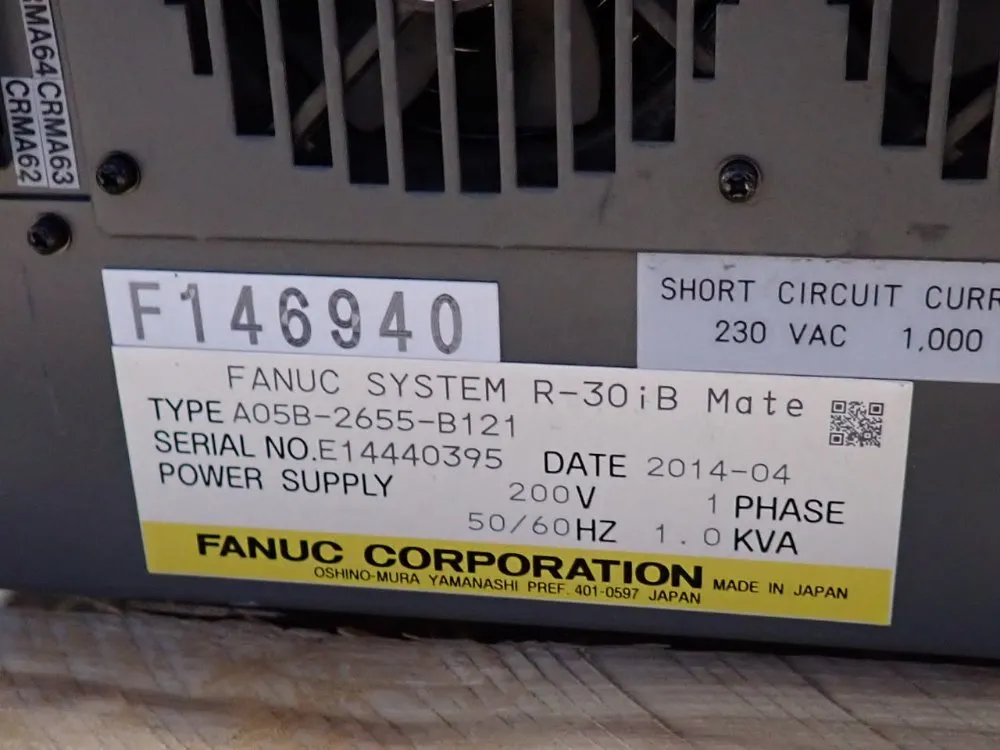 CRMA63
CRMA62
F146940
SHORT CIRCUIT
230 VAC 1,000
FANUC SYSTEM R-30iB Mate
TYPE A05B-2655-B121
SERIAL NO.E14440395 DATE 2014-04
POWER SUPPLY 200V 1 PHASE
50/60HZ 1.0 KVA
FANUC CORPORATION
OSHINO-MURA YAMANASHI PREF. 401-0597 JAPAN
MADE IN JAPAN